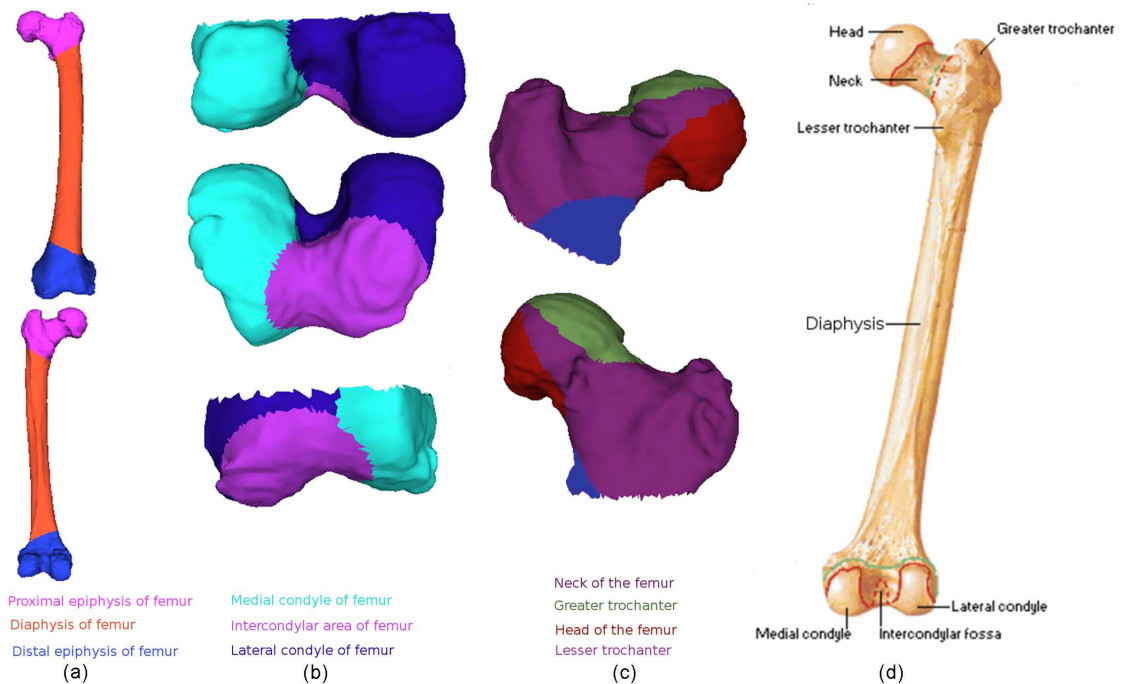 Head
Greater trochanter
Neck
Lesser trochanter
Diaphysis
Lateral condyle
Medial condyle
Intercondylar fossa
Proximal epiphysis of femur
Diaphysis of femur
Distal epiphysis of femur
(a)
Medial condyle of femur
Intercondylar area of femur
Lateral condyle of femur
(b)
Neck of the femur
Greater trochanter
Head of the femur
Lesser trochanter
(c)
(d)